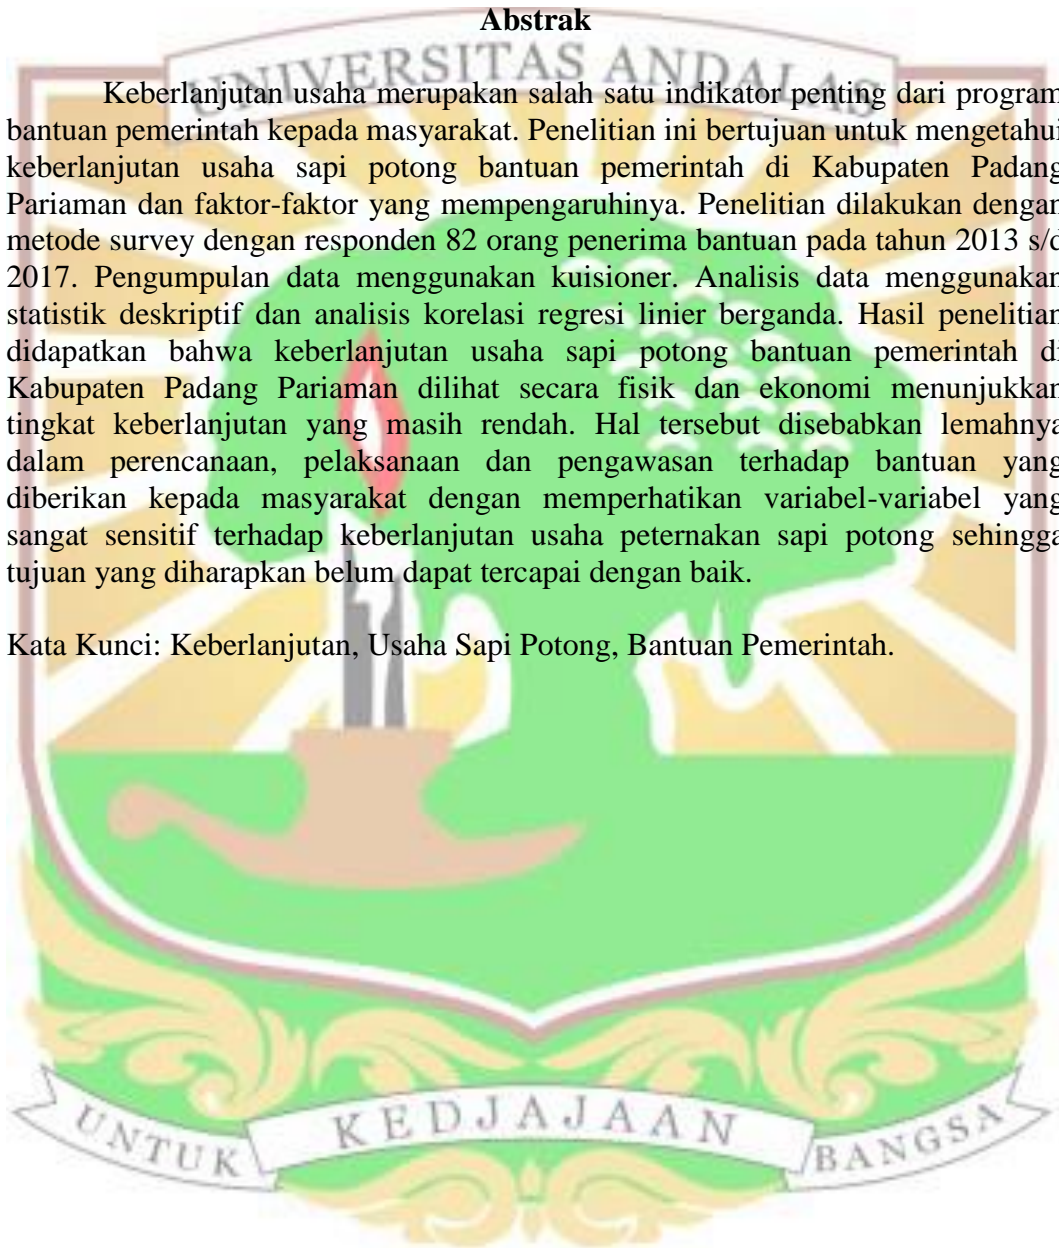 Abstrak
UNIVERSITAS ANDALAS
Keberlanjutan usaha merupakan salah satu indikator penting dari program
bantuan pemerintah kepada masyarakat. Penelitian ini bertujuan untuk mengetahui
keberlanjutan usaha sapi potong bantuan pemerintah di Kabupaten Padang
Pariaman dan faktor-faktor yang mempengaruhinya. Penelitian dilakukan dengan
metode survey dengan responden 82 orang penerima bantuan pada tahun 2013 s/d
2017. Pengumpulan data menggunakan kuisioner. Analisis data menggunakan
statistik deskriptif dan analisis korelasi regresi linier berganda. Hasil penelitian
didapatkan bahwa keberlanjutan usaha sapi potong bantuan pemerintah di
Kabupaten Padang Pariaman dilihat secara fisik dan ekonomi menunjukkan
tingkat keberlanjutan yang masih rendah. Hal tersebut disebabkan lemahnya
dalam perencanaan, pelaksanaan dan pengawasan terhadap bantuan yang
diberikan kepada masyarakat dengan memperhatikan variabel-variabel yang
sangat sensitif terhadap keberlanjutan usaha peternakan sapi potong sehingga
tujuan yang diharapkan belum dapat tercapai dengan baik.
Kata Kunci: Keberlanjutan, Usaha Sapi Potong, Bantuan Pemerintah.
UNTUK KEDJAJAAN BANGSA